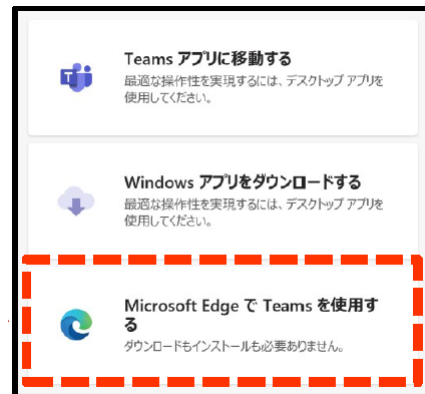 Teams アプリに移動する
最適な操作性を実現するには、デスクトップ アプリを
使用してください。
Windows アプリをダウンロードする
最適な操作性を実現するには、デスクトップ アプリを
使用してください。
Microsoft Edge で Teams を使用す
る
ダウンロードもインストールも必要ありません。